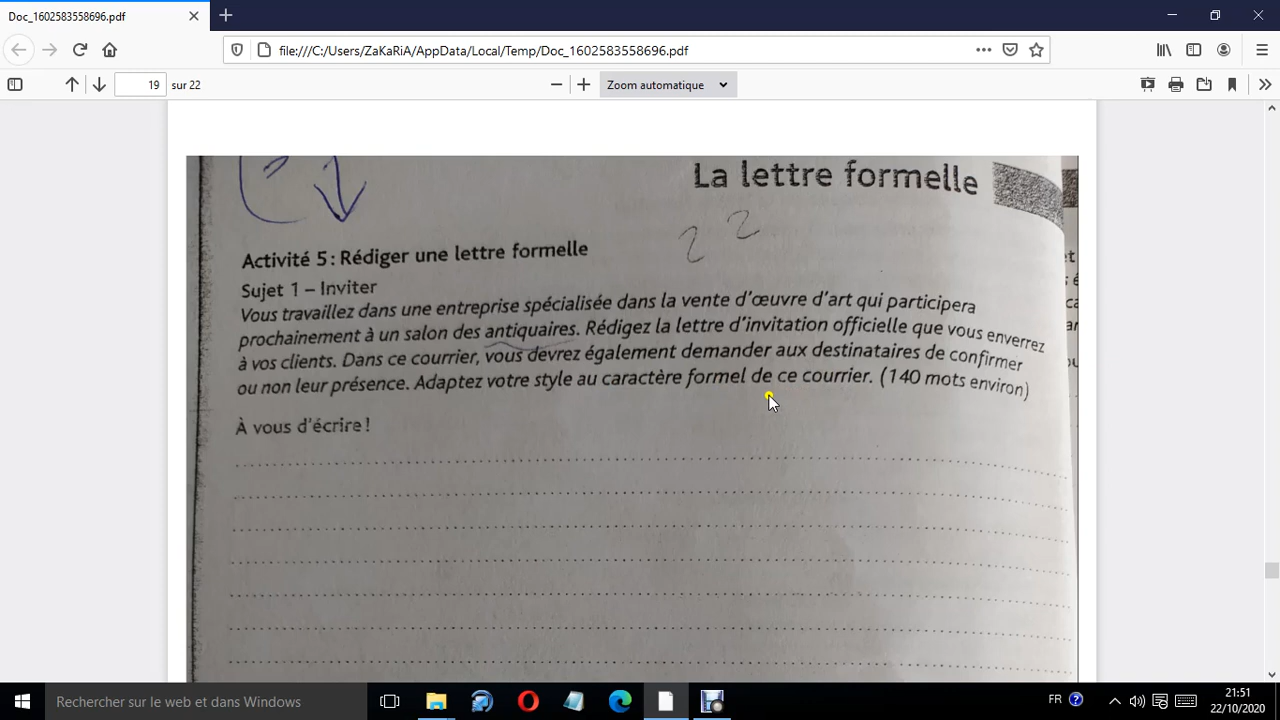 Doc_1602583558696.pdf
file:///C:/Users/ZaKaRiA/AppData/Local/Temp/Doc_1602583558696.pdf
19 sur 22
Zoom automatique
La lettre formelle
2 2
Activité 5 : Rédiger une lettre formelle
Sujet 1 – Inviter
Vous travaillez dans une entreprise spécialisée dans la vente d'œuvre d'art qui participera
prochainement à un salon des antiquaires. Rédigez la lettre d'invitation officielle que vous enverrez
à vos clients. Dans ce courrier, vous devrez également demander aux destinataires de confirmer
ou non leur présence. Adaptez votre style au caractère formel de ce courrier. (140 mots environ)
À vous d'écrire !
Rechercher sur le web et dans Windows
FR
21:51
22/10/2020